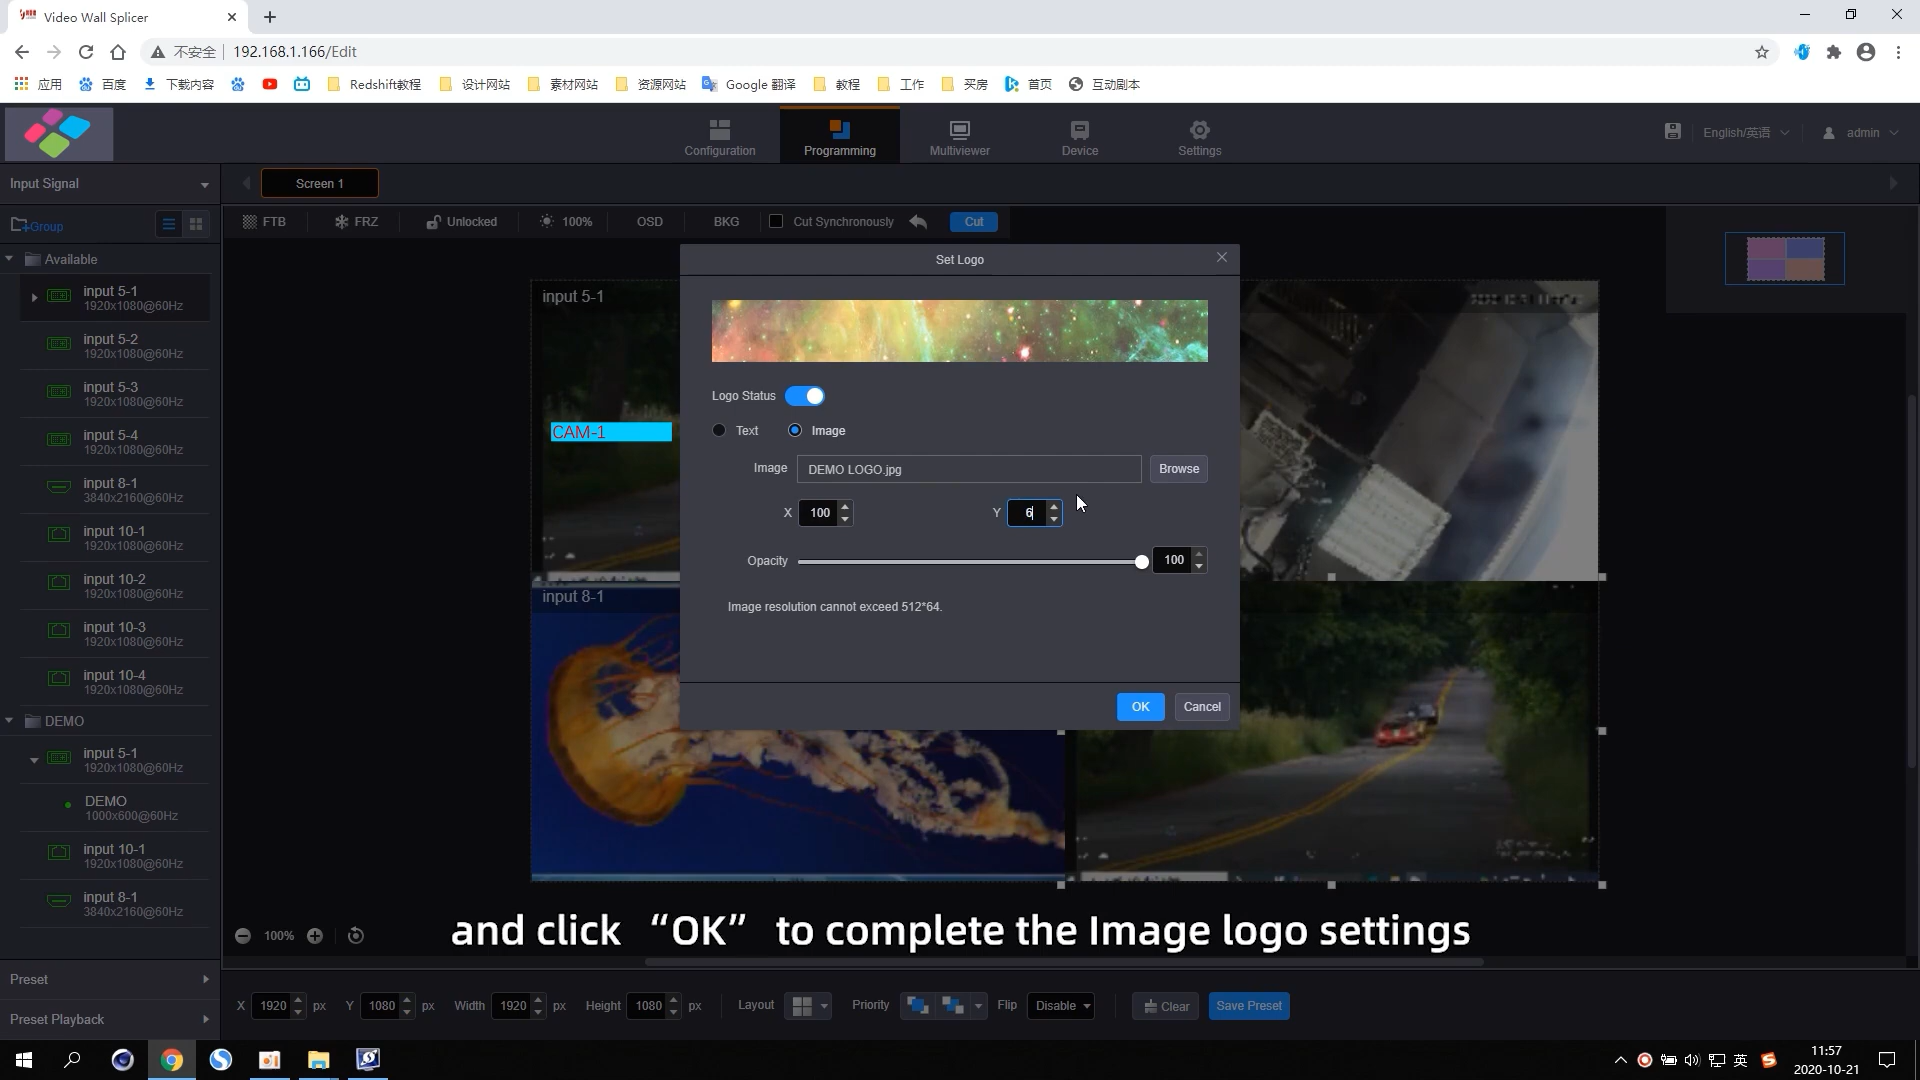 Video Wall Splicer
不安全
192.168.1.166/Edit
应用
百度
下载内容
Redshift教程
设计网站
素材网站
资源网站
Google 翻译
教程
工作
买房
首页
互动剧本
Configuration
Programming
Multiviewer
Device
Settings
English/英语
admin
Input Signal
Screen 1
Group
FTB
FRZ
Unlocked
100%
OSD
BKG
Cut Synchronously
Cut
Available
input 5-1
1920x1080@60Hz
input 5-2
1920x1080@60Hz
input 5-3
1920x1080@60Hz
input 5-4
1920x1080@60Hz
input 8-1
3840x2160@60Hz
input 10-1
1920x1080@60Hz
input 10-2
1920x1080@60Hz
input 10-3
1920x1080@60Hz
input 10-4
1920x1080@60Hz
DEMO
input 5-1
1920x1080@60Hz
DEMO
1000x600@60Hz
input 10-1
1920x1080@60Hz
input 8-1
3840x2160@60Hz
Preset
Preset Playback
input 5-1
CAM-1
input 8-1
Set Logo
Logo Status
Text
Image
Image
DEMO LOGO.jpg
Browse
X
100
Y
6
Opacity
100
Image resolution cannot exceed 512*64.
OK
Cancel
100%
and click “OK” to complete the Image logo settings
X
1920
px
Y
1080
px
Width
1920
px
Height
1080
px
Layout
Priority
Flip
Disable
Clear
Save Preset
英
11:57
2020-10-21